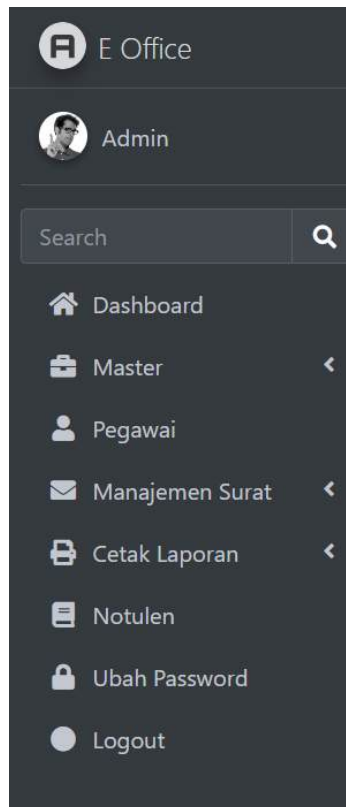 E Office
Admin
Search
Dashboard
Master
Pegawai
Manajemen Surat
Cetak Laporan
Notulen
Ubah Password
Logout